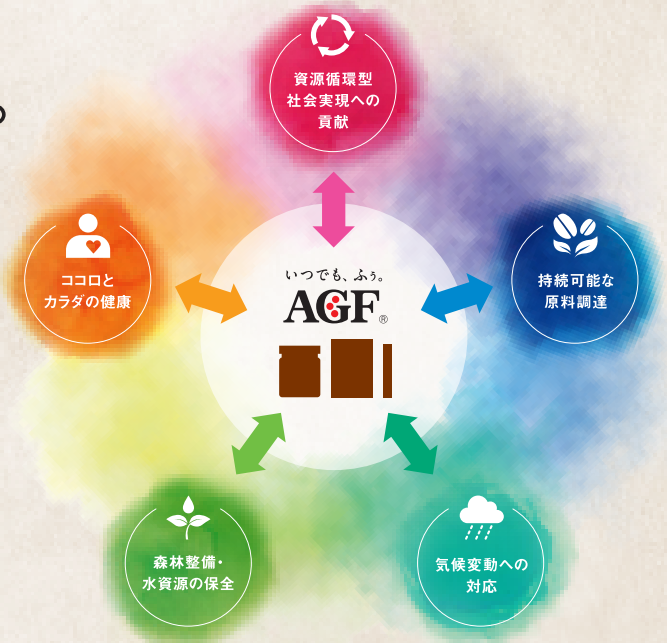 資源循環型
社会実現への
貢献
ココロと
カラダの健康
いつでも、ふぅ。
AGF®
持続可能な
原料調達
森林整備・
水資源の保全
気候変動への
対応